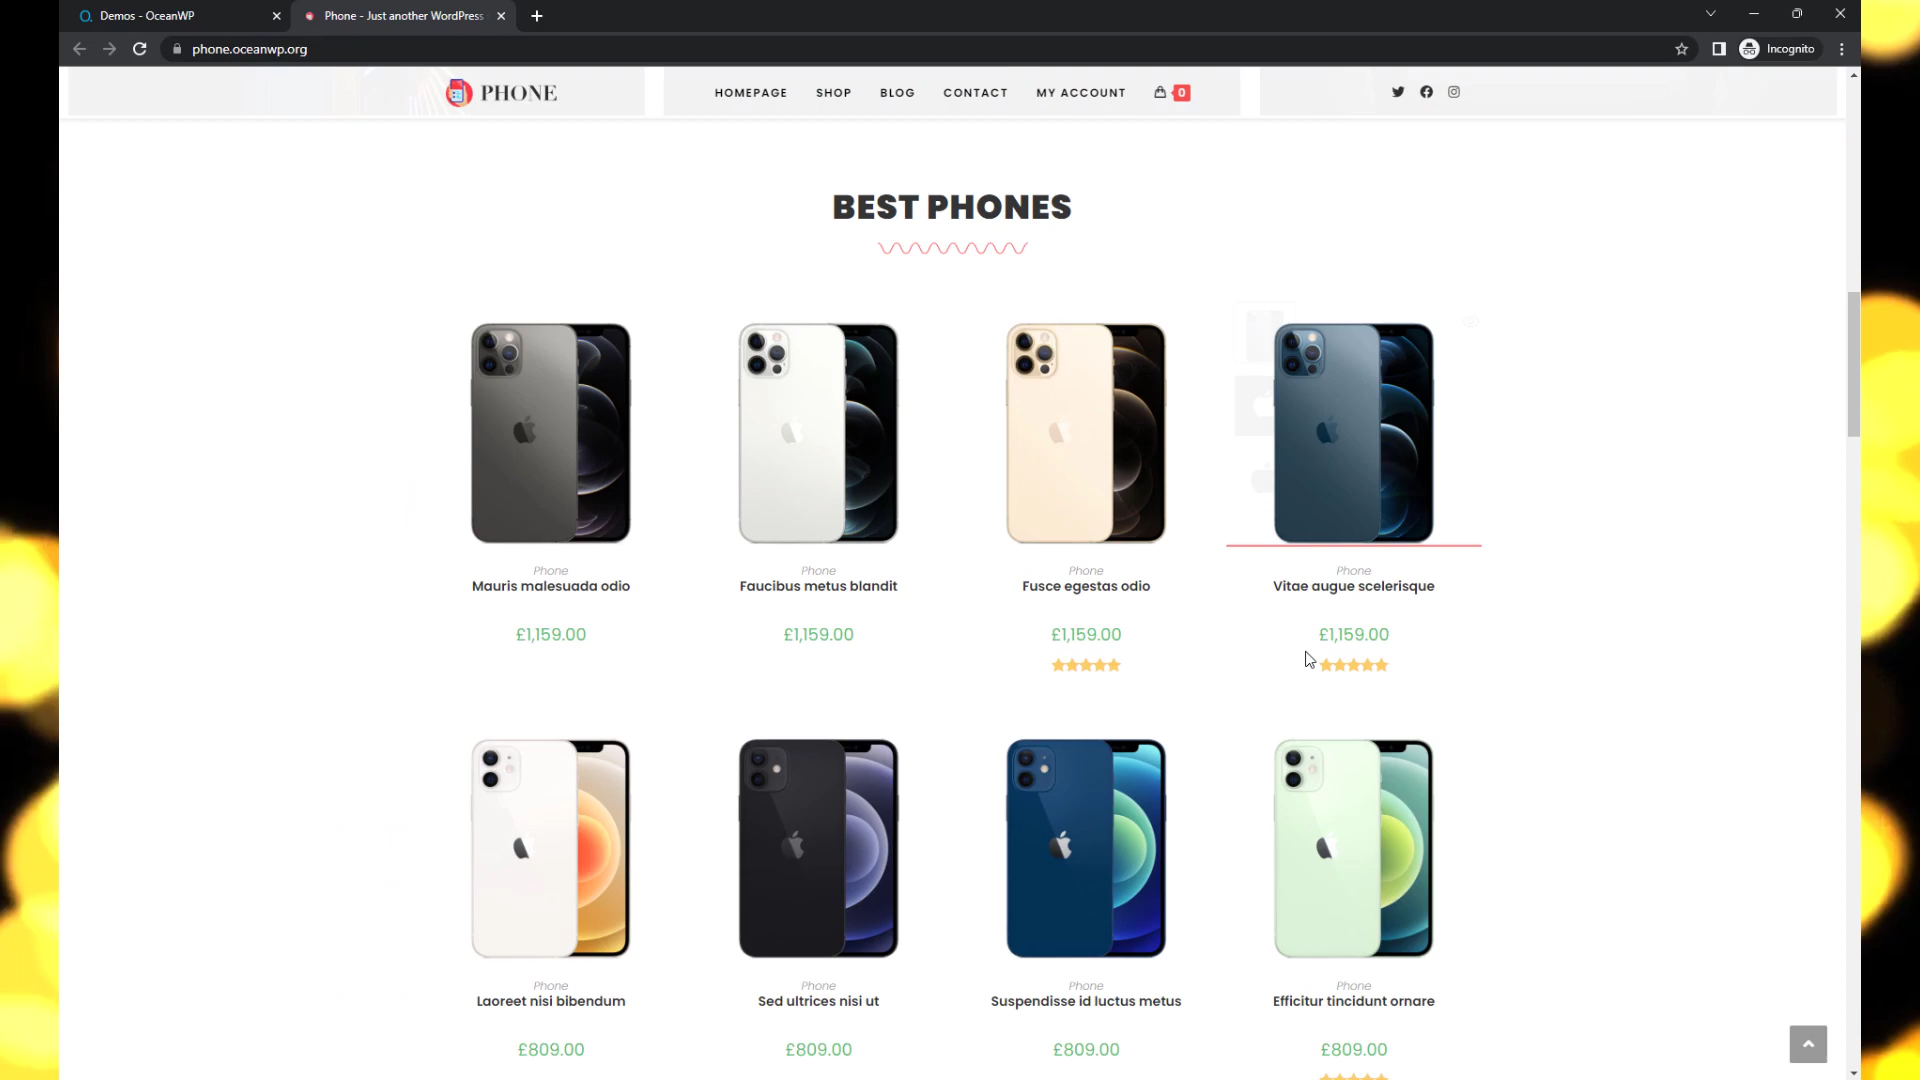 Demos - OceanWP
Phone - Just another WordPress
phone.oceanwp.org
Incognito
PHONE
HOMEPAGE SHOP BLOG CONTACT MY ACCOUNT 0
BEST PHONES
Phone Phone Phone Phone
Mauris malesuada odio Faucibus metus blandit Fusce egestas odio Vitae augue scelerisque
£1,159.00 £1,159.00 £1,159.00 £1,159.00
Phone Phone Phone Phone
Laoreet nisi bibendum Sed ultrices nisi ut Suspendisse id luctus metus Efficitur tincidunt ornare
£809.00 £809.00 £809.00 £809.00